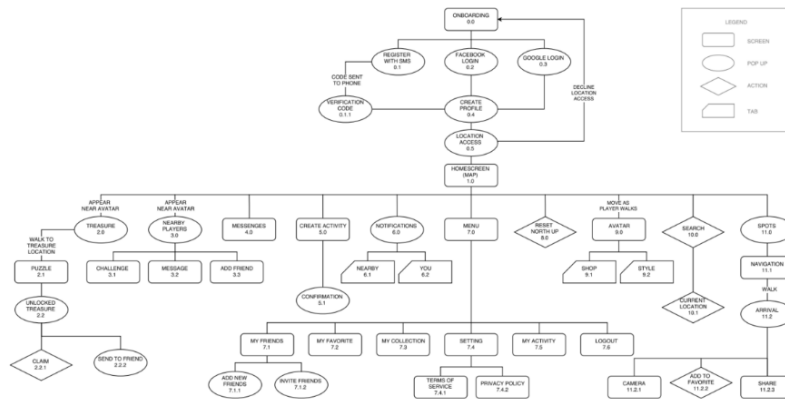 ONBOARDING
0.0
LEGEND
SCREEN
POP UP
ACTION
TAB
REGISTER
WITH SMS
0.1
FACEBOOK
LOGIN
0.2
GOOGLE LOGIN
0.3
CODE SENT
TO PHONE
DECLINE
LOCATION
ACCESS
VERIFICATION
CODE
0.1.1
CREATE
PROFILE
0.4
LOCATION
ACCESS
0.5
HOMESCREEN
(MAP)
1.0
APPEAR
NEAR AVATAR
APPEAR
NEAR AVATAR
MOVE AS
PLAYER WALKS
TREASURE
2.0
NEARBY
PLAYERS
3.0
MESSENGES
4.0
CREATE ACTIVITY
5.0
NOTIFICATIONS
6.0
MENU
7.0
RESET
NORTH UP
8.0
AVATAR
9.0
SEARCH
10.0
SPOTS
11.0
WALK TO
TREASURE
LOCATION
PUZZLE
2.1
CHALLENGE
3.1
MESSAGE
3.2
ADD FRIEND
3.3
NEARBY
6.1
YOU
6.2
SHOP
9.1
STYLE
9.2
NAVIGATION
11.1
WALK
UNLOCKED
TREASURE
2.2
CONFIRMATION
5.1
CURRENT
LOCATION
10.1
ARRIVAL
11.2
MY FRIENDS
7.1
MY FAVORITE
7.2
MY COLLECTION
7.3
SETTING
7.4
MY ACTIVITY
7.5
LOGOUT
7.6
CLAIM
2.2.1
SEND TO FRIEND
2.2.2
ADD NEW
FRIENDS
7.1.1
INVITE FRIENDS
7.1.2
TERMS OF
SERVICE
7.4.1
PRIVACY POLICY
7.4.2
CAMERA
11.2.1
ADD TO
FAVORITE
11.2.2
SHARE
11.2.3